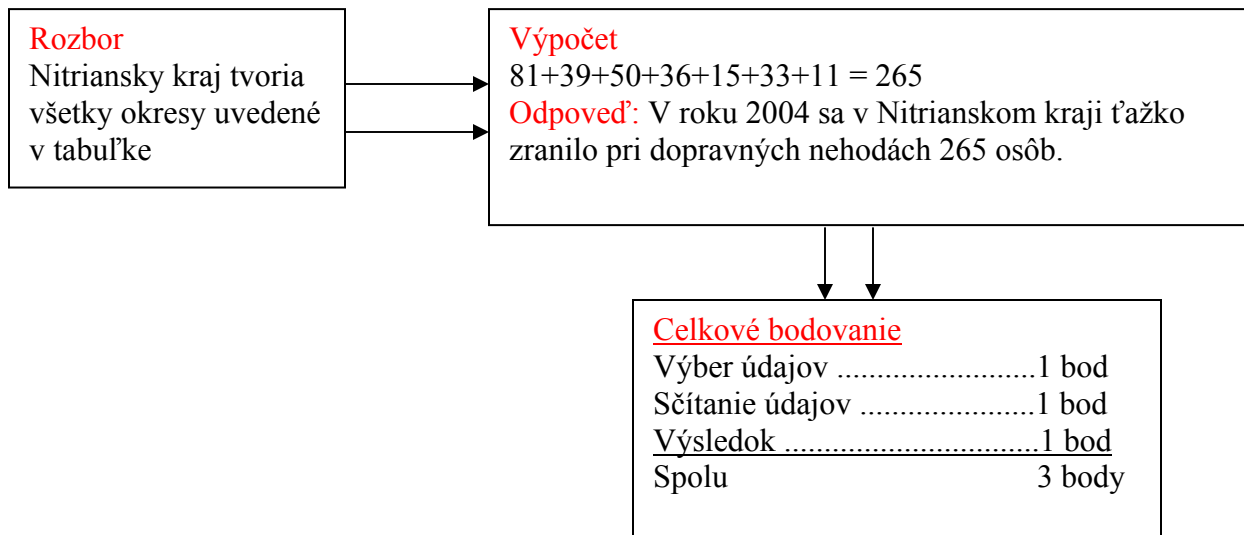 Rozbor
Nitriansky kraj tvoria
všetky okresy uvedené
v tabuľke
Výpočet
81+39+50+36+15+33+11 = 265
Odpoveď: V roku 2004 sa v Nitrianskom kraji ťažko
zranilo pri dopravných nehodách 265 osôb.
Celkové bodovanie
Výber údajov .........................1 bod
Sčítanie údajov ......................1 bod
Výsledok ................................1 bod
Spolu 3 body